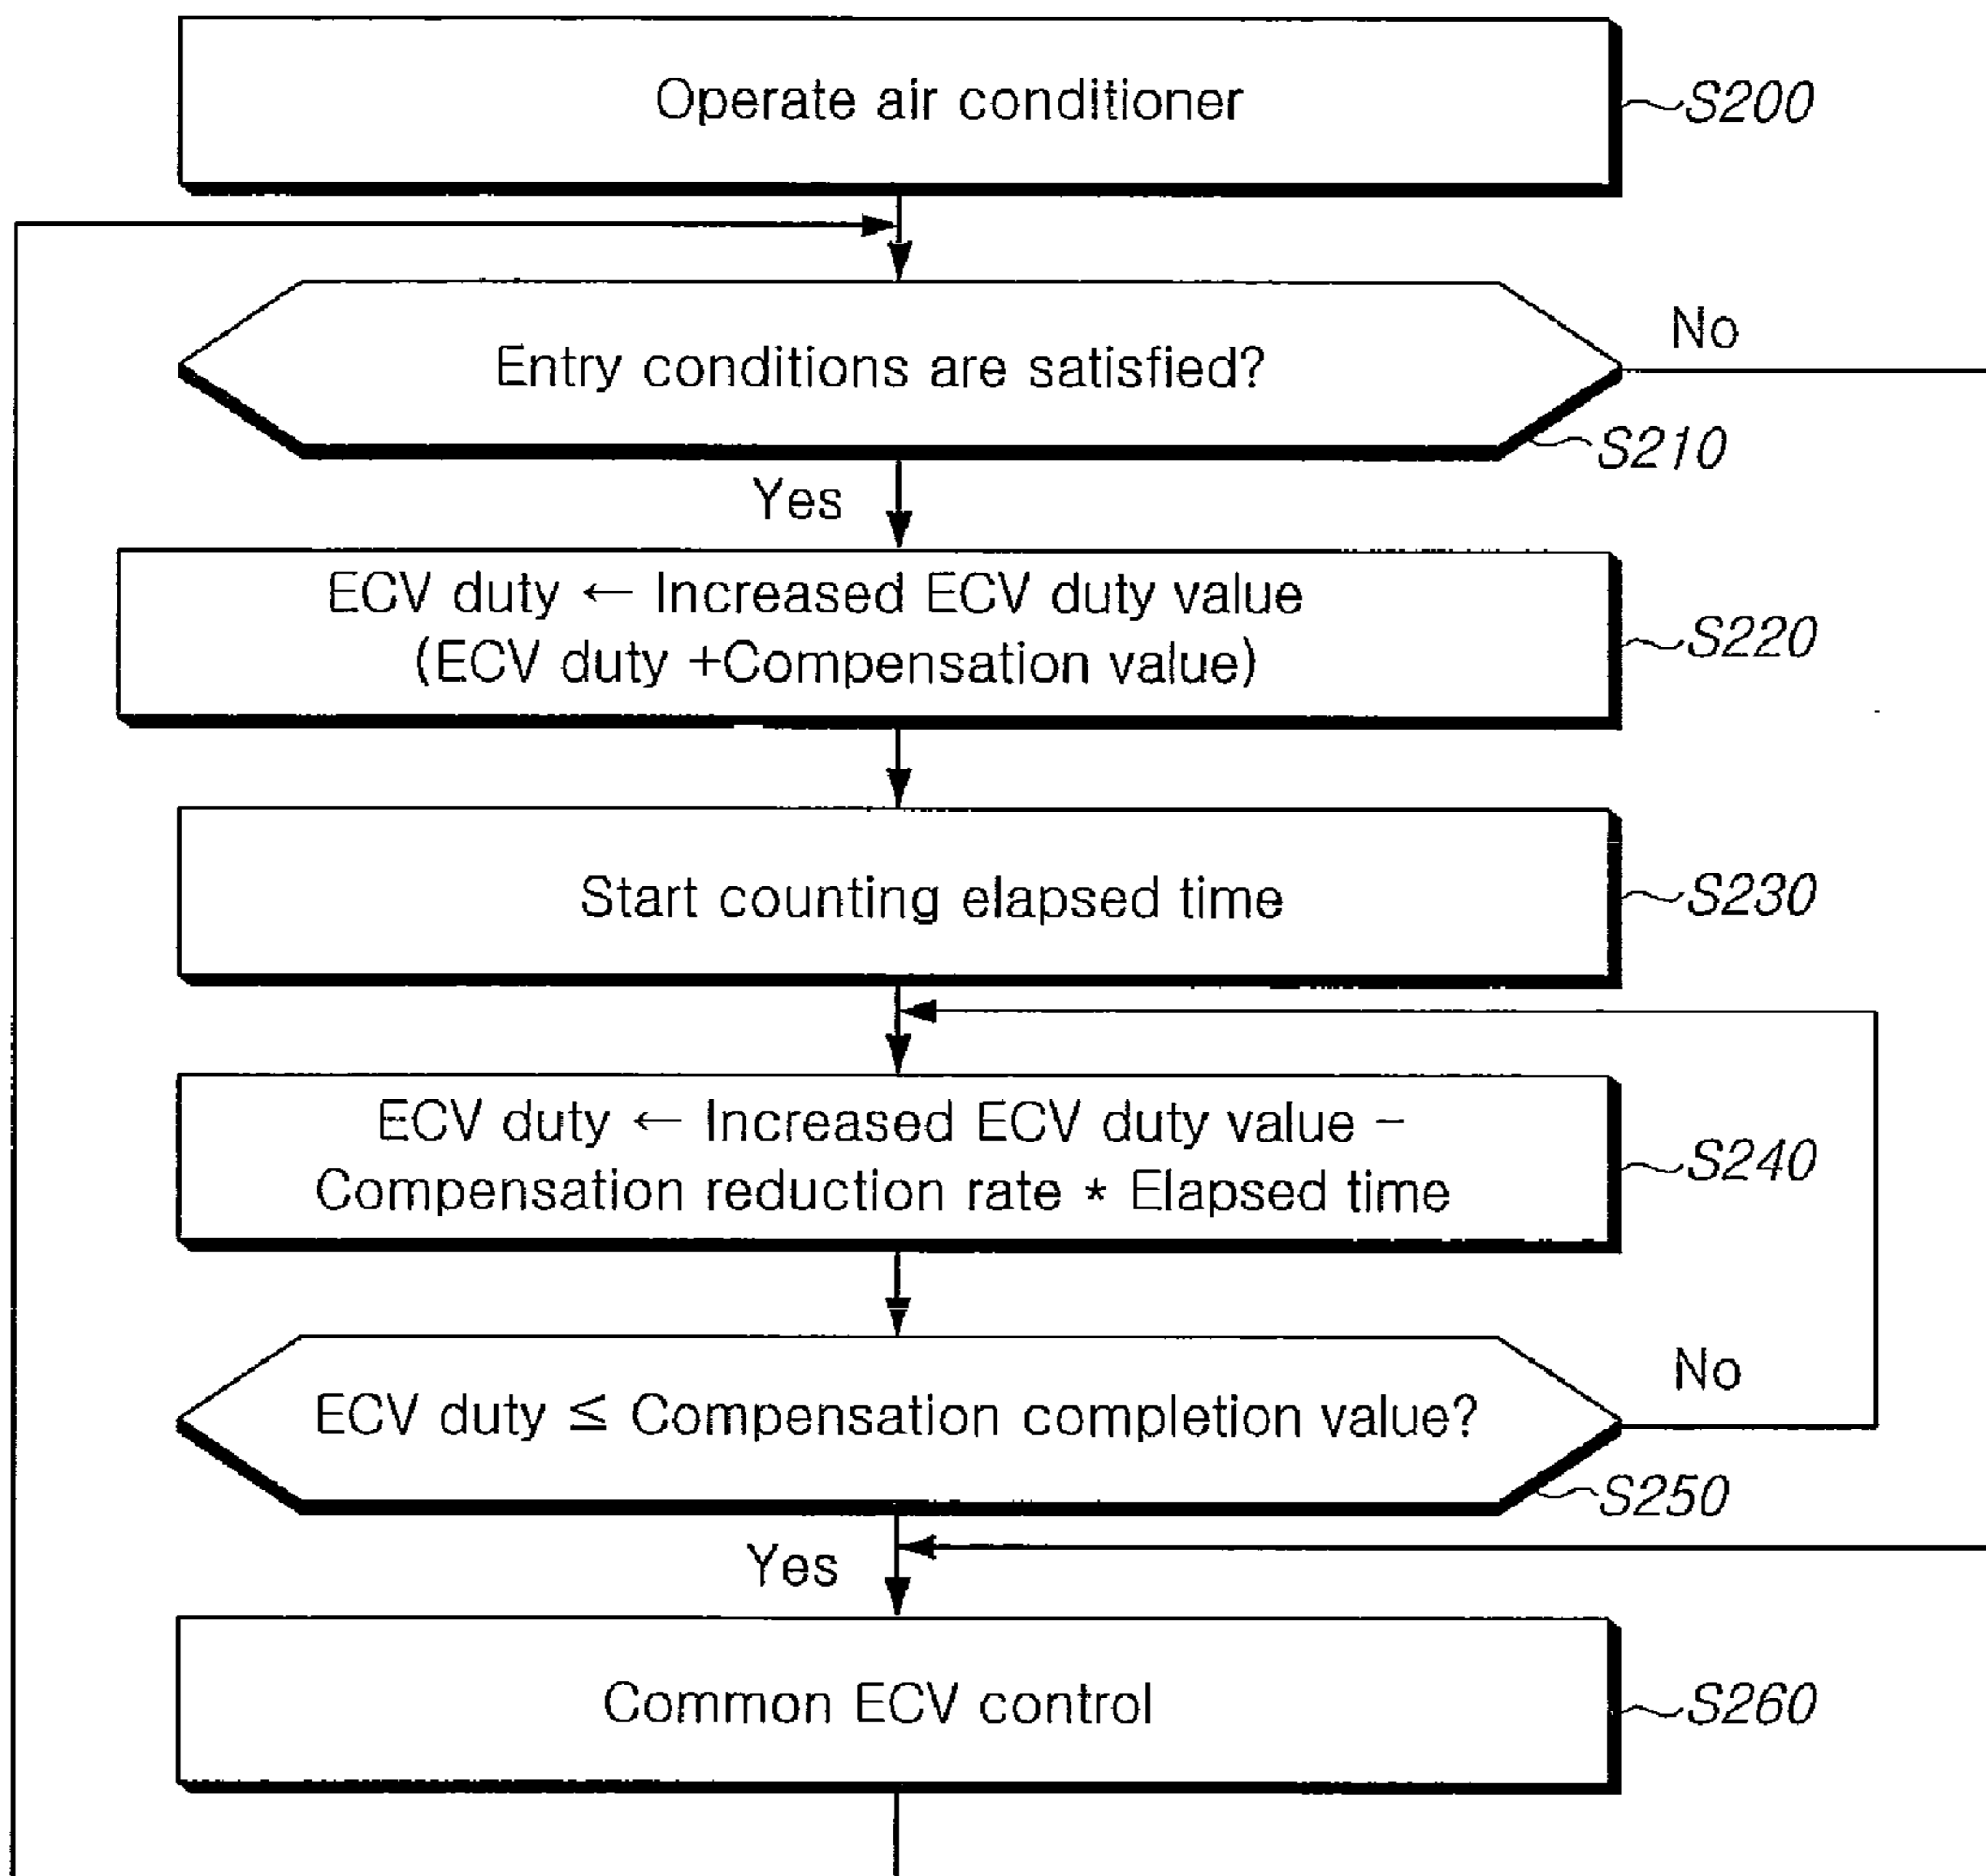 Operate air conditioner
S200
Entry conditions are satisfied?
No
S210
Yes
ECV duty ← Increased ECV duty value
(ECV duty +Compensation value)
S220
Start counting elapsed time
S230
ECV duty ← Increased ECV duty value –
Compensation reduction rate * Elapsed time
S240
ECV duty ≤ Compensation completion value?
No
S250
Yes
Common ECV control
S260